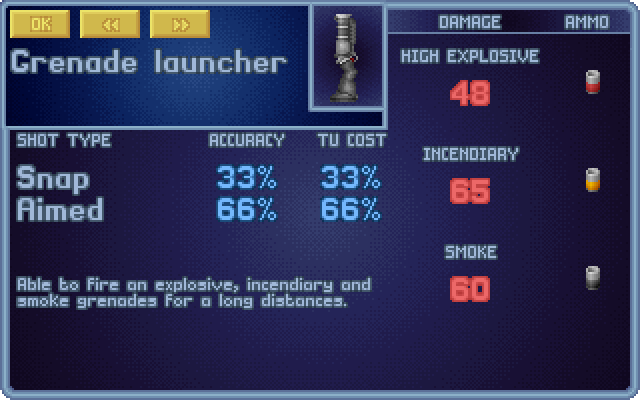 OK << >>
Grenade launcher
SHOT TYPE ACCURACY TU COST
Snap 33% 33%
Aimed 66% 66%
Able to fire an explosive, incendiary and
smoke grenades for a long distances.
DAMAGE AMMO
HIGH EXPLOSIVE
48
INCENDIARY
65
SMOKE
60